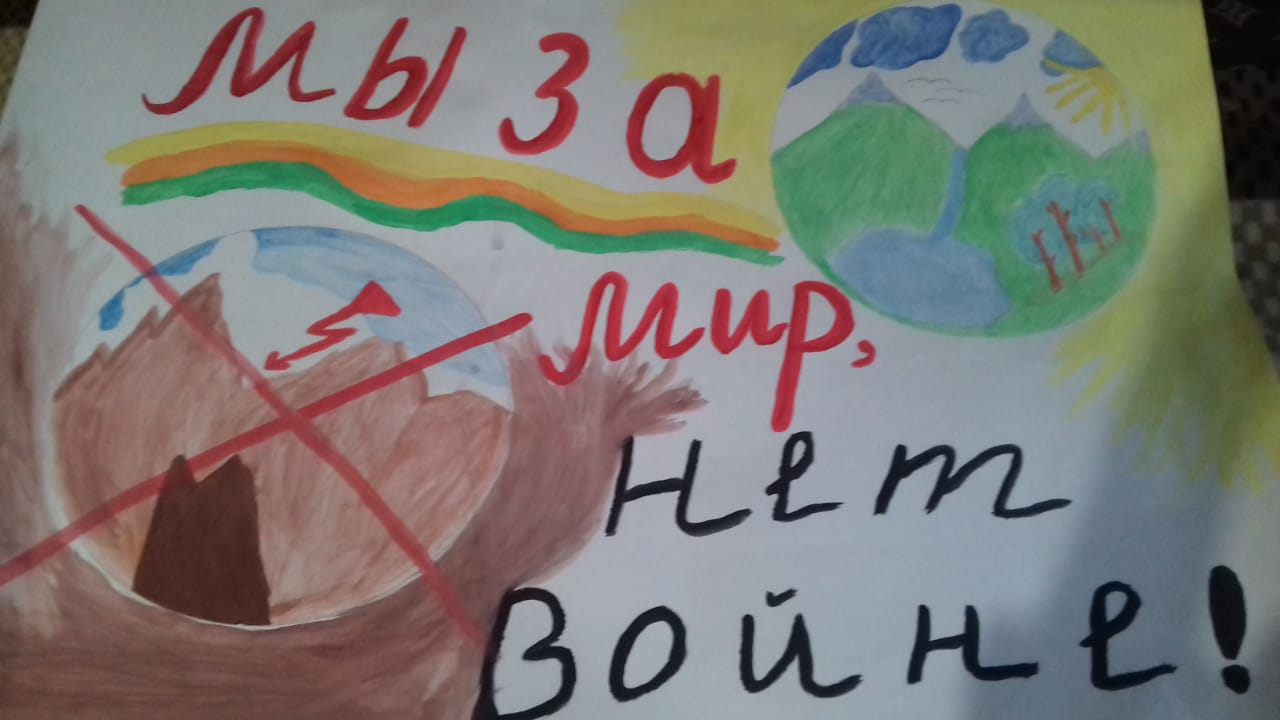 мы за
мир,
нет
войне!